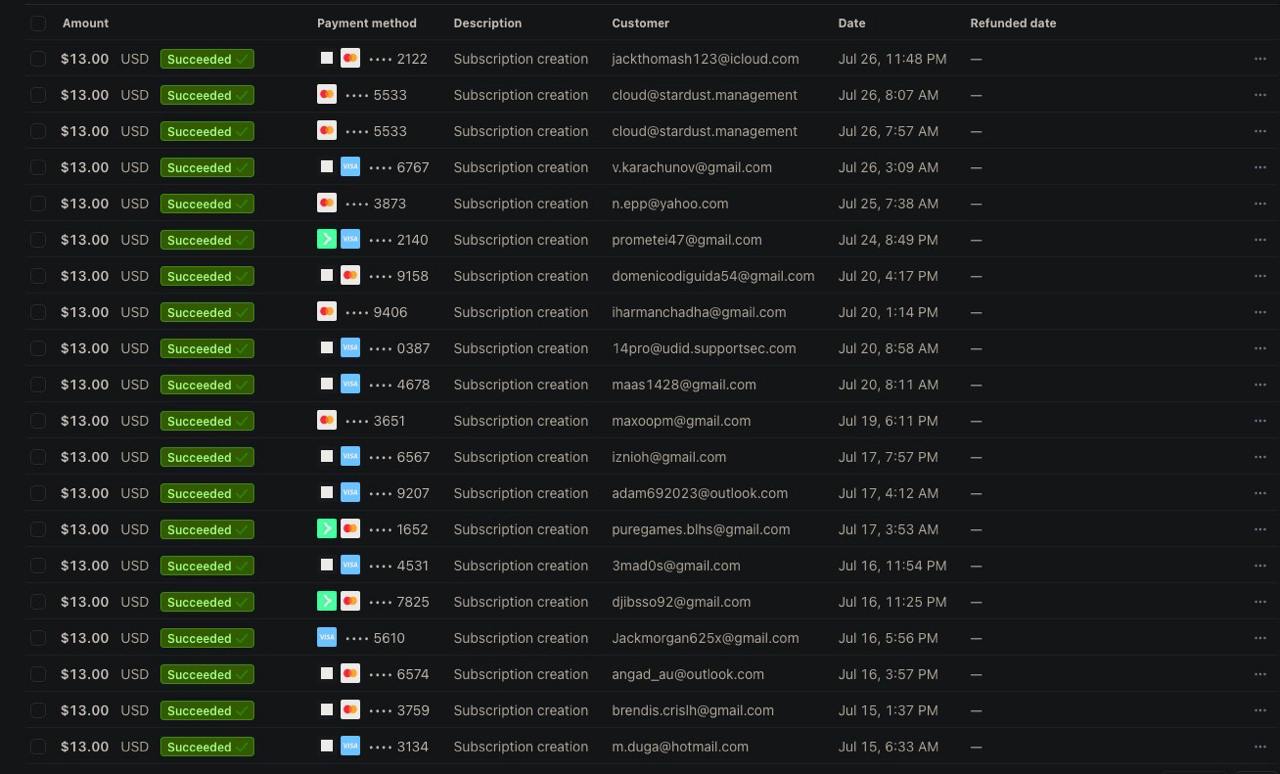 Amount Payment method Description Customer Date Refunded date
$13.00 USD Succeeded •••• 2122 Subscription creation jackthomash123@icloud.com Jul 26, 11:48 PM —
$13.00 USD Succeeded •••• 5533 Subscription creation cloud@stardust.management Jul 26, 8:07 AM —
$13.00 USD Succeeded •••• 5533 Subscription creation cloud@stardust.management Jul 26, 7:57 AM —
$13.00 USD Succeeded VISA •••• 6767 Subscription creation v.karachunov@gmail.com Jul 26, 3:09 AM —
$13.00 USD Succeeded •••• 3873 Subscription creation n.epp@yahoo.com Jul 25, 7:38 AM —
$13.00 USD Succeeded VISA •••• 2140 Subscription creation prometei47@gmail.com Jul 24, 8:49 PM —
$13.00 USD Succeeded •••• 9158 Subscription creation domenicodiguida54@gmail.com Jul 20, 4:17 PM —
$13.00 USD Succeeded •••• 9406 Subscription creation iharmanchadha@gmail.com Jul 20, 1:14 PM —
$13.00 USD Succeeded VISA •••• 0387 Subscription creation 14pro@udid.supportsec.com Jul 20, 8:58 AM —
$13.00 USD Succeeded VISA •••• 4678 Subscription creation maas1428@gmail.com Jul 20, 8:11 AM —
$13.00 USD Succeeded •••• 3651 Subscription creation maxoopm@gmail.com Jul 19, 6:11 PM —
$13.00 USD Succeeded VISA •••• 6567 Subscription creation iznioh@gmail.com Jul 17, 7:57 PM —
$13.00 USD Succeeded VISA •••• 9207 Subscription creation adam692023@outlook.com Jul 17, 4:12 AM —
$13.00 USD Succeeded •••• 1652 Subscription creation puregames.blhs@gmail.com Jul 17, 3:53 AM —
$13.00 USD Succeeded VISA •••• 4531 Subscription creation 3mad0s@gmail.com Jul 16, 11:54 PM —
$13.00 USD Succeeded •••• 7825 Subscription creation djibsso92@gmail.com Jul 16, 11:25 PM —
$13.00 USD Succeeded VISA •••• 5610 Subscription creation Jackmorgan625x@gmail.com Jul 16, 5:56 PM —
$13.00 USD Succeeded •••• 6574 Subscription creation angad_au@outlook.com Jul 16, 3:57 PM —
$13.00 USD Succeeded •••• 3759 Subscription creation brendis.crislh@gmail.com Jul 15, 1:37 PM —
$13.00 USD Succeeded VISA •••• 3134 Subscription creation m.duga@hotmail.com Jul 15, 6:33 AM —